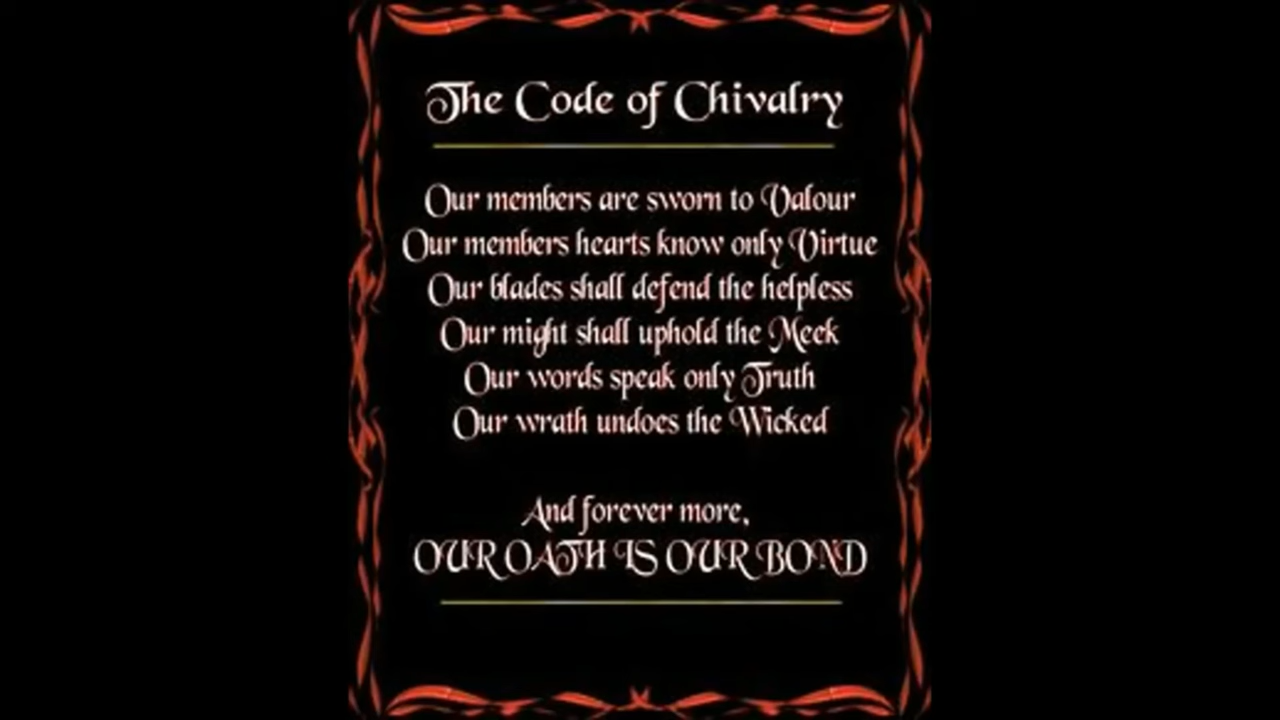 The Code of Chivalry
Our members are sworn to Valour
Our members hearts know only Virtue
Our blades shall defend the helpless
Our might shall uphold the Meek
Our words speak only Truth
Our wrath undoes the Wicked
And forever more,
OUR OATH IS OUR BOND